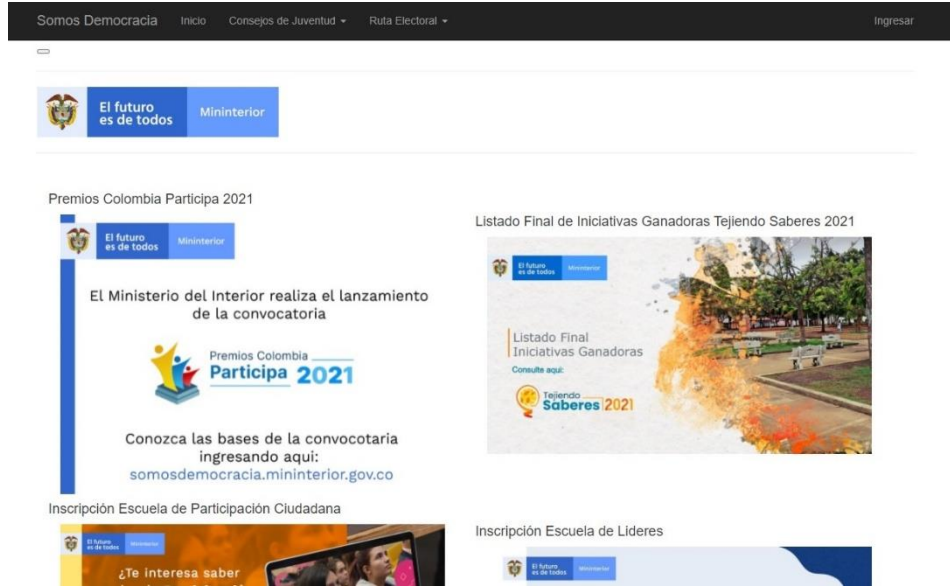 Somos Democracia Inicio Consejos de Juventud Ruta Electoral Ingresar
El futuro
es de todos
Mininterior
Premios Colombia Participa 2021
El futuro
es de todos
Mininterior
El Ministerio del Interior realiza el lanzamiento
de la convocatoria
Premios Colombia
Participa 2021
Conozca las bases de la convocotaria
ingresando aqui:
somosdemocracia.mininterior.gov.co
Listado Final de Iniciativas Ganadoras Tejiendo Saberes 2021
El futuro
es de todos
Mininterior
Listado Final
Iniciativas Ganadoras
Consulte aquí:
Tejiendo
Saberes 2021
Inscripción Escuela de Participación Ciudadana
El futuro
es de todos
Mininterior
¿Te interesa saber
Inscripción Escuela de Lideres
El futuro
es de todos
Mininterior